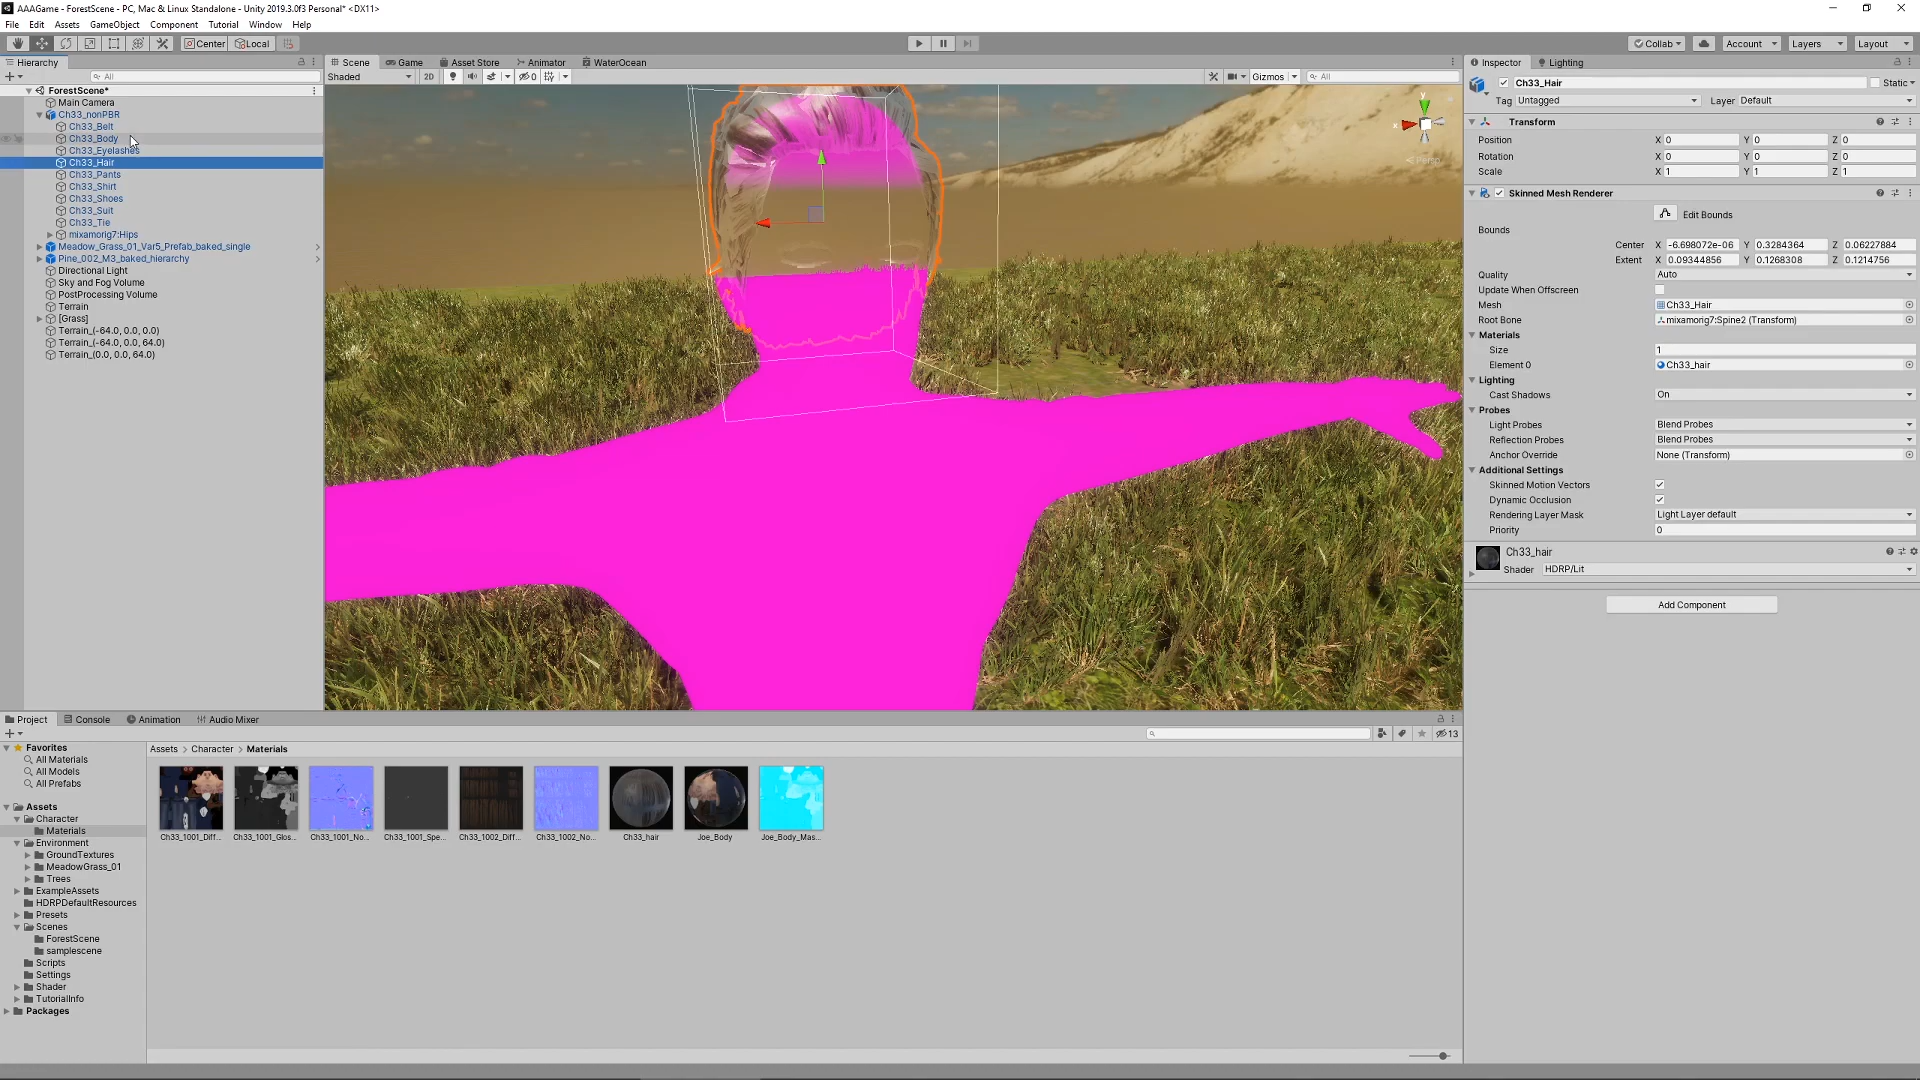 AAAGame - ForestScene - PC, Mac & Linux Standalone - Unity 2019.3.0f3 Personal* <DX11>
File Edit Assets GameObject Component Tutorial Window Help
Center Local Collab Account Layers Layout
Hierarchy
All
ForestScene*
Main Camera
Ch33_nonPBR
Ch33_Belt
Ch33_Body
Ch33_Eyelashes
Ch33_Hair
Ch33_Pants
Ch33_Shirt
Ch33_Shoes
Ch33_Suit
Ch33_Tie
mixamorig7:Hips
Meadow_Grass_01_Var5_Prefab_baked_single
Pine_002_M3_baked_hierarchy
Directional Light
Sky and Fog Volume
PostProcessing Volume
Terrain
[Grass]
Terrain_(-64.0, 0.0, 0.0)
Terrain_(-64.0, 0.0, 64.0)
Terrain_(0.0, 0.0, 64.0)
Scene Game Asset Store Animator WaterOcean
Shaded 2D 0 Gizmos All
y
x
Persp
Inspector Lighting
Ch33_Hair Static
Tag Untagged Layer Default
Transform
Position X 0 Y 0 Z 0
Rotation X 0 Y 0 Z 0
Scale X 1 Y 1 Z 1
Skinned Mesh Renderer
Edit Bounds
Bounds
Center X -6.698072e-06 Y 0.3284364 Z 0.06227884
Extent X 0.09344856 Y 0.1268308 Z 0.1214756
Quality Auto
Update When Offscreen
Mesh Ch33_Hair
Root Bone mixamorig7:Spine2 (Transform)
Materials
Size 1
Element 0 Ch33_hair
Lighting
Cast Shadows On
Probes
Light Probes Blend Probes
Reflection Probes Blend Probes
Anchor Override None (Transform)
Additional Settings
Skinned Motion Vectors
Dynamic Occlusion
Rendering Layer Mask Light Layer default
Priority 0
Ch33_hair
Shader HDRP/Lit
Add Component
Project Console Animation Audio Mixer
13
Favorites
All Materials
All Models
All Prefabs
Assets
Character
Materials
Environment
GroundTextures
MeadowGrass_01
Trees
ExampleAssets
HDRPDefaultResources
Presets
Scenes
ForestScene
samplescene
Scripts
Settings
Shader
TutorialInfo
Packages
Assets > Character > Materials
Ch33_1001_Diff... Ch33_1001_Glos... Ch33_1001_No... Ch33_1001_Spe... Ch33_1002_Diff... Ch33_1002_No... Ch33_hair Joe_Body Joe_Body_Mas...